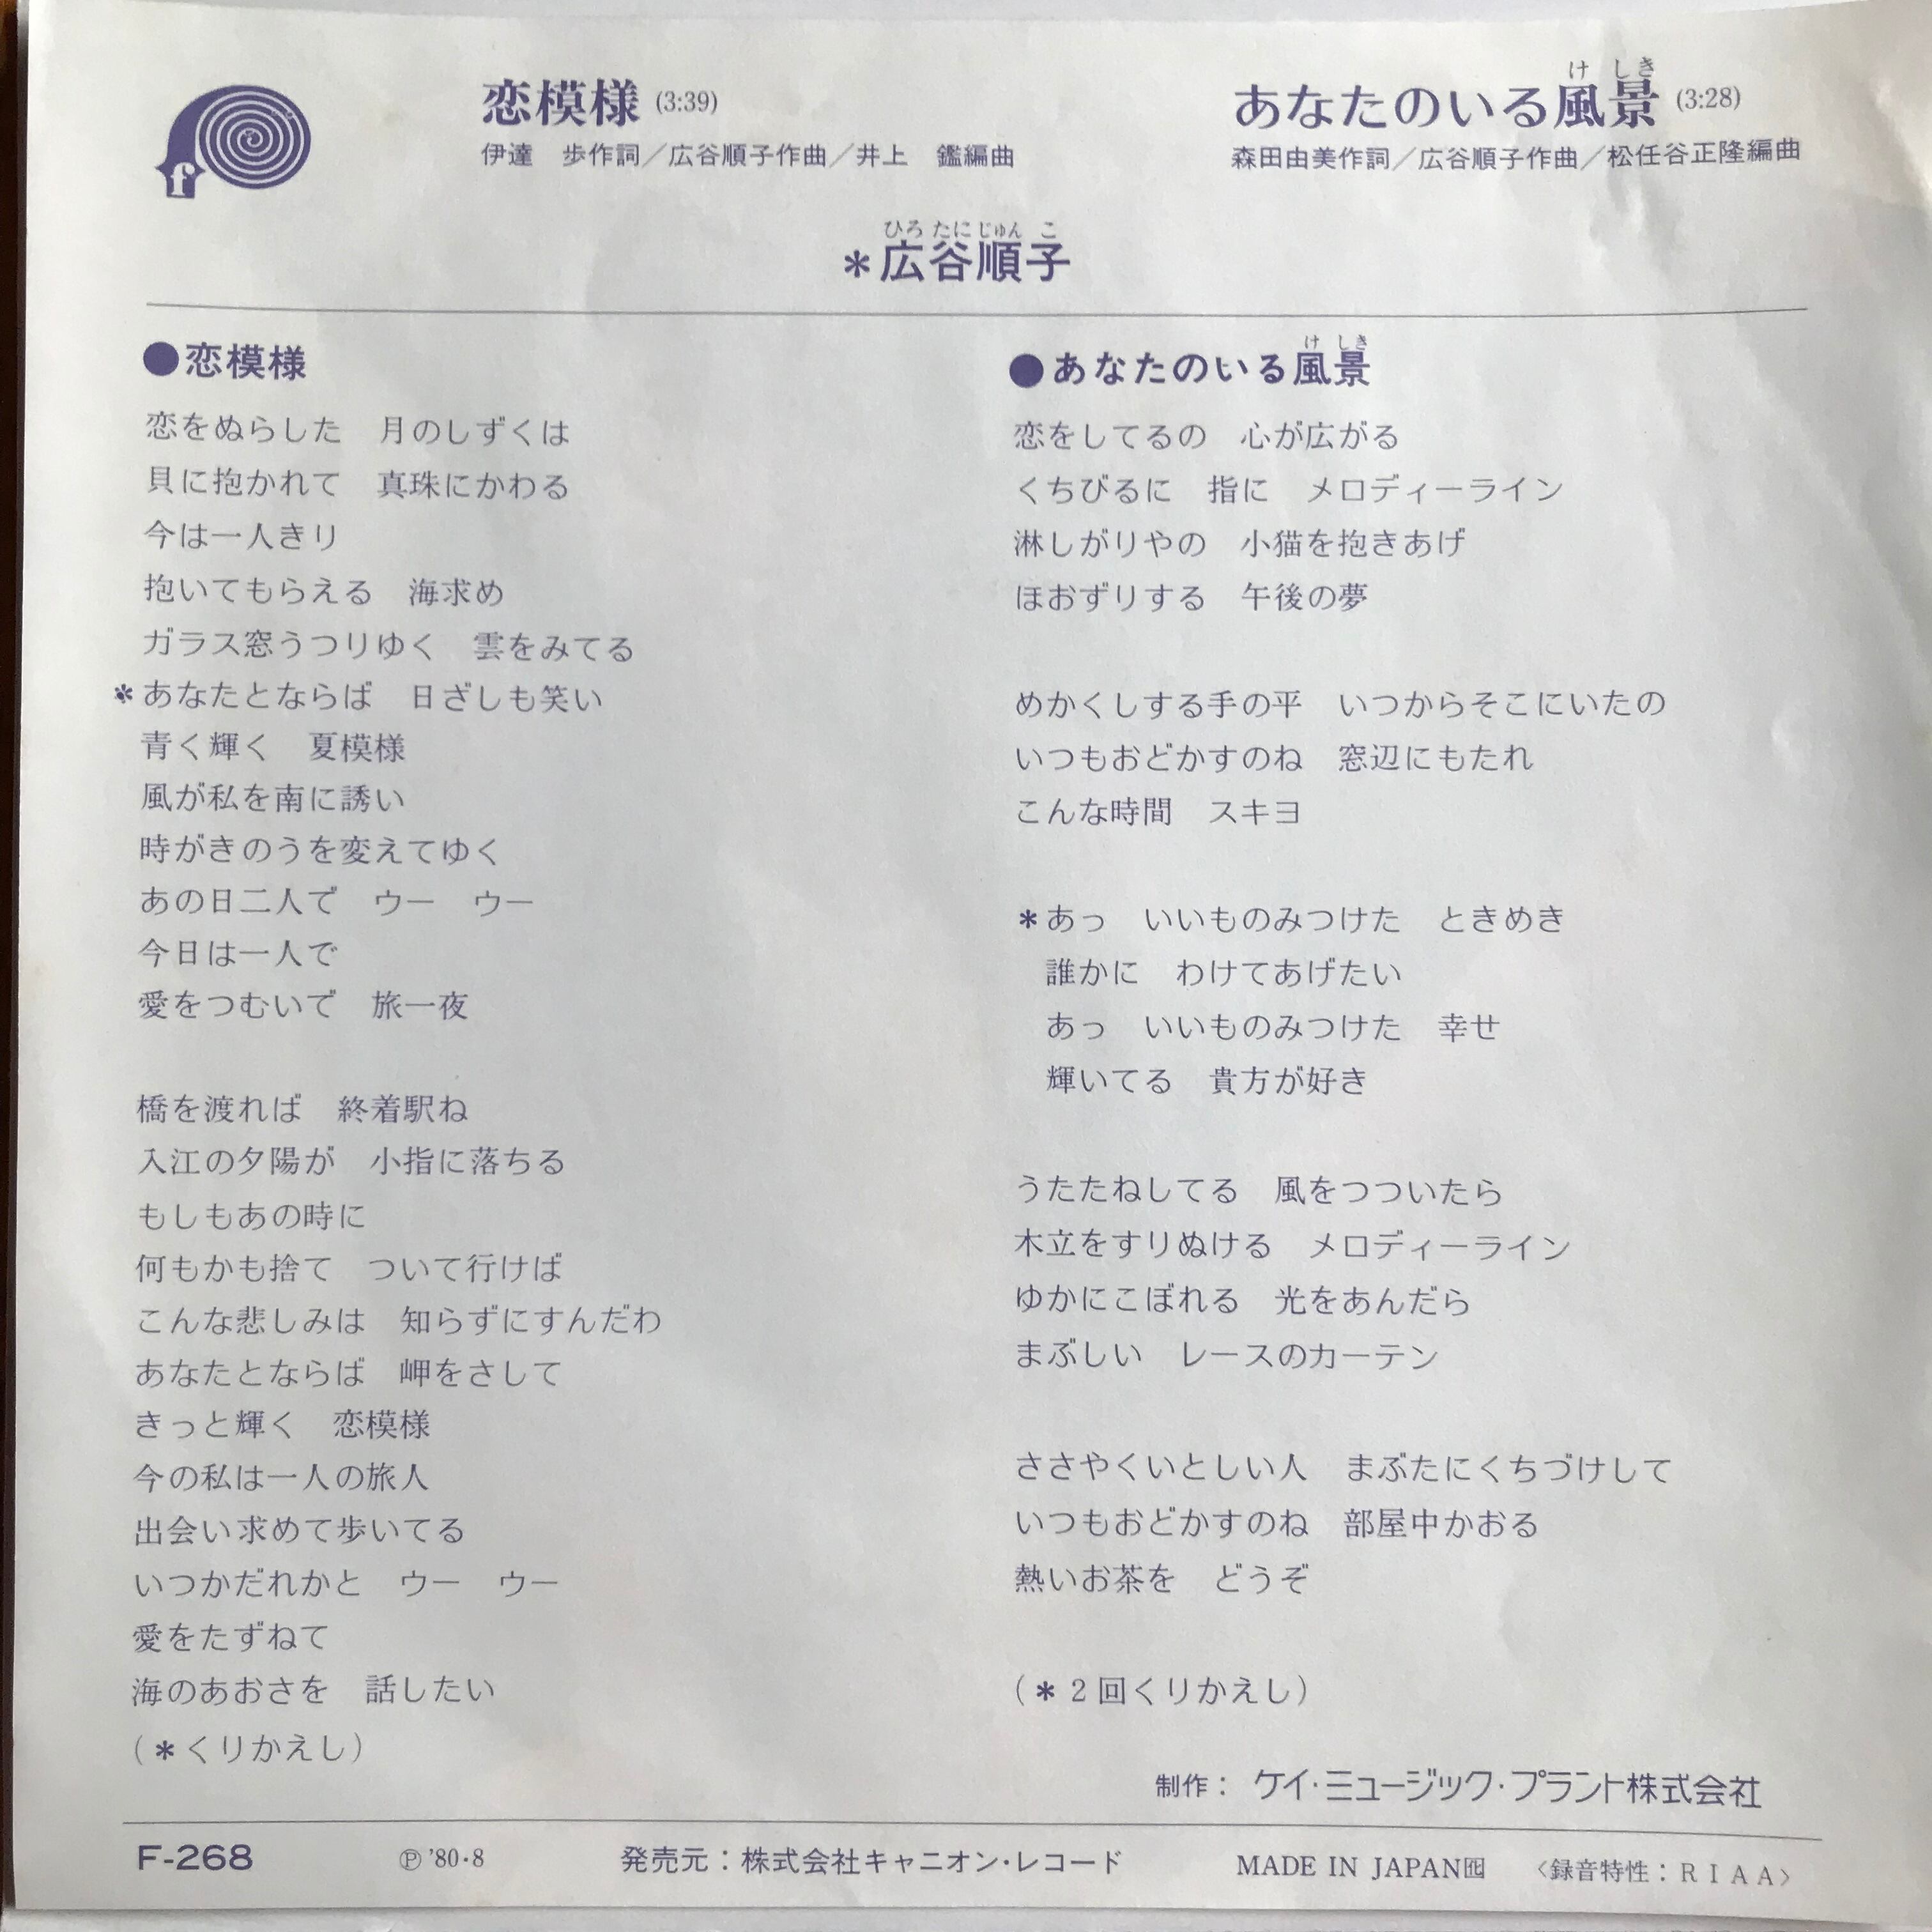 f
恋模様 (3:39)
伊達　歩作詞／広谷順子作曲／井上　鑑編曲
けしき
あなたのいる風景 (3:28)
森田由美作詞／広谷順子作曲／松任谷正隆編曲
ひろたにじゅんこ
*広谷順子
●恋模様
恋をぬらした　月のしずくは
貝に抱かれて　真珠にかわる
今は一人きり
抱いてもらえる　海求め
ガラス窓うつりゆく　雲をみてる
*あなたとならば　日ざしも笑い
青く輝く　夏模様
風が私を南に誘い
時がきのうを変えてゆく
あの日二人で　ウー　ウー
今日は一人で
愛をつむいで　旅一夜
橋を渡れば　終着駅ね
入江の夕陽が　小指に落ちる
もしもあの時に
何もかも捨て　ついて行けば
こんな悲しみは　知らずにすんだわ
あなたとならば　岬をさして
きっと輝く　恋模様
今の私は一人の旅人
出会い求めて歩いてる
いつかだれかと　ウー　ウー
愛をたずねて
海のあおさを　話したい
(*くりかえし)
けしき
●あなたのいる風景
恋をしてるの　心が広がる
くちびるに　指に　メロディーライン
淋しがりやの　小猫を抱きあげ
ほおずりする　午後の夢
めかくしする手の平　いつからそこにいたの
いつもおどかすのね　窓辺にもたれ
こんな時間　スキヨ
*あっ　いいものみつけた　ときめき
誰かに　わけてあげたい
あっ　いいものみつけた　幸せ
輝いてる　貴方が好き
うたたねしてる　風をつついたら
木立をすりぬける　メロディーライン
ゆかにこぼれる　光をあんだら
まぶしい　レースのカーテン
ささやくいとしい人　まぶたにくちづけして
いつもおどかすのね　部屋中かおる
熱いお茶を　どうぞ
(*2回くりかえし)
制作：ケイ・ミュージック・プラント株式会社
F-268　Ⓟ'80・8　発売元：株式会社キャニオン・レコード　MADE IN JAPAN　〈録音特性：RIAA〉